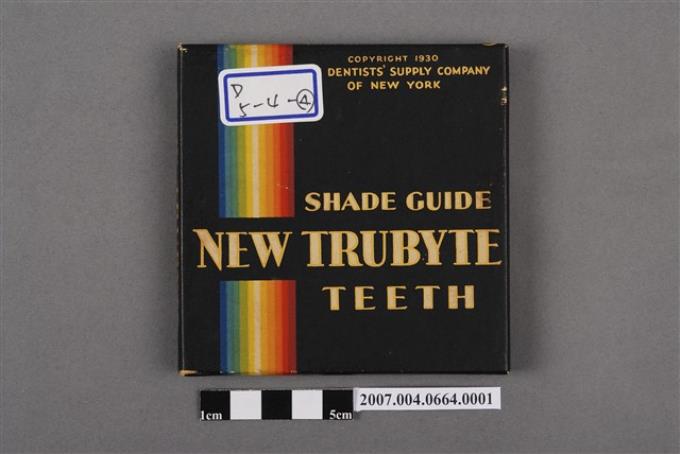 COPYRIGHT 1930
DENTISTS' SUPPLY COMPANY
OF NEW YORK
D
5-4-A
SHADE GUIDE
NEW TRUBYTE
TEETH
1cm 5cm
2007.004.0664.0001